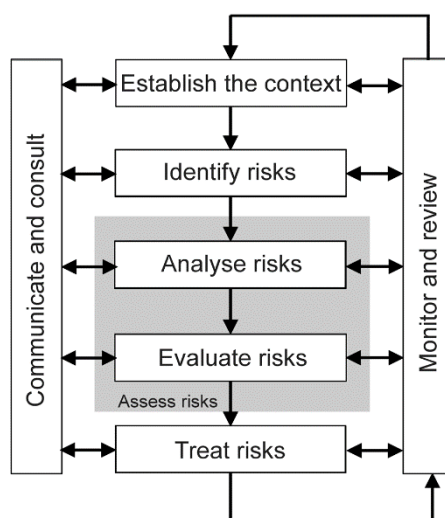 Establish the context
Identify risks
Analyse risks
Evaluate risks
Assess risks
Treat risks
Communicate and consult
Monitor and review